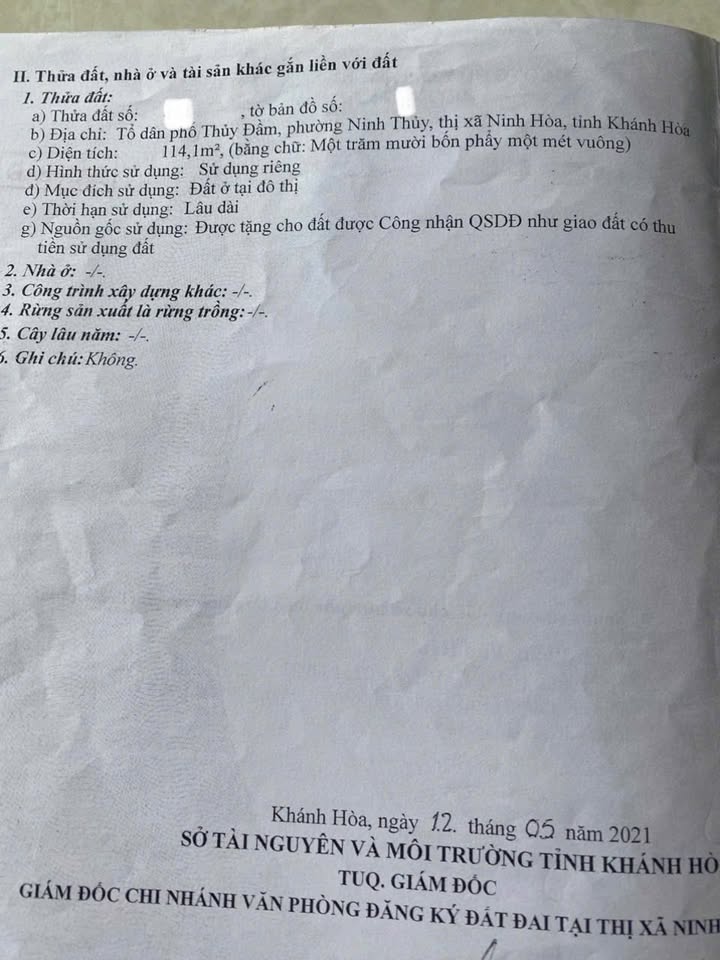 II. Thửa đất, nhà ở và tài sản khác gắn liền với đất
1. Thửa đất:
a) Thửa đất số: , tờ bản đồ số:
b) Địa chỉ: Tổ dân phố Thủy Đầm, phường Ninh Thủy, thị xã Ninh Hòa, tỉnh Khánh Hòa
c) Diện tích: 114,1m², (bằng chữ: Một trăm mười bốn phẩy một mét vuông)
d) Hình thức sử dụng: Sử dụng riêng
đ) Mục đích sử dụng: Đất ở tại đô thị
e) Thời hạn sử dụng: Lâu dài
g) Nguồn gốc sử dụng: Được tặng cho đất được Công nhận QSDĐ như giao đất có thu
tiền sử dụng đất
2. Nhà ở: -/-.
3. Công trình xây dựng khác: -/-.
4. Rừng sản xuất là rừng trồng: -/-.
5. Cây lâu năm: -/-.
6. Ghi chú: Không.
Khánh Hòa, ngày 12. tháng 05 năm 2021
SỞ TÀI NGUYÊN VÀ MÔI TRƯỜNG TỈNH KHÁNH HÒ
TUQ. GIÁM ĐỐC
GIÁM ĐỐC CHI NHÁNH VĂN PHÒNG ĐĂNG KÝ ĐẤT ĐAI TẠI THỊ XÃ NINH